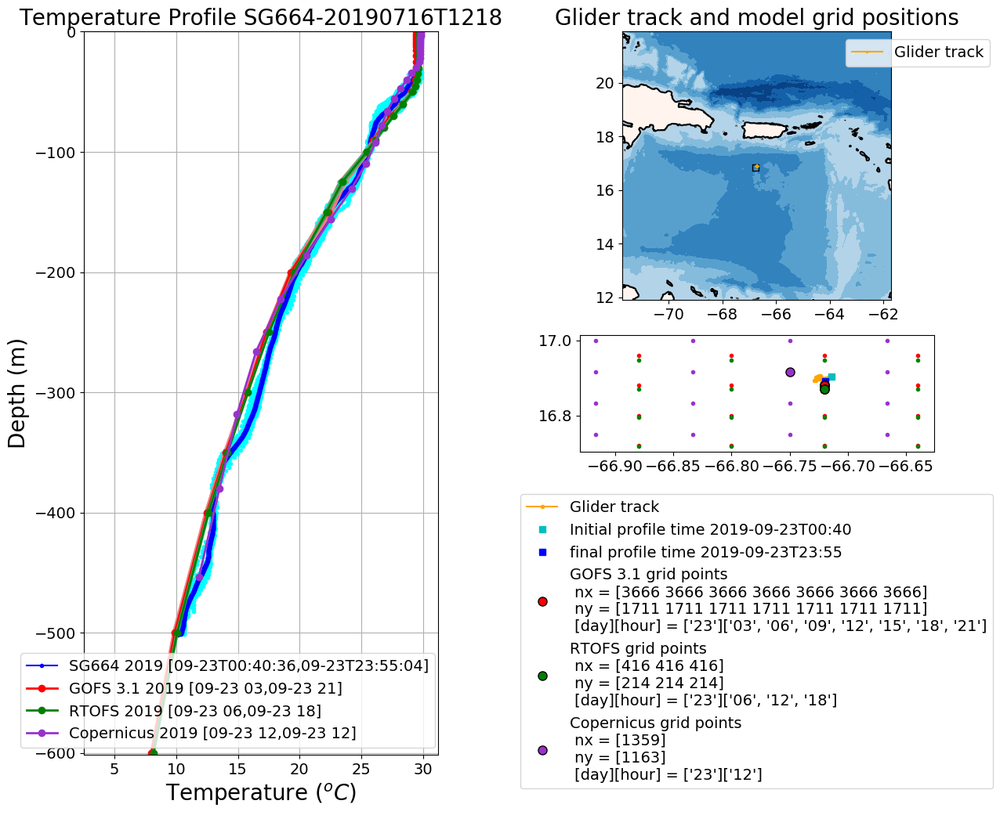 Temperature Profile SG664-20190716T1218
0
−100
−200
−300
−400
−500
−600
Depth (m)
5
10
15
20
25
30
Temperature (°C)
SG664 2019 [09-23T00:40:36,09-23T23:55:04]
GOFS 3.1 2019 [09-23 03,09-23 21]
RTOFS 2019 [09-23 06,09-23 18]
Copernicus 2019 [09-23 12,09-23 12]
Glider track and model grid positions
Glider track
20
18
16
14
12
−70
−68
−66
−64
−62
17.0
16.8
−66.90
−66.85
−66.80
−66.75
−66.70
−66.65
Glider track
Initial profile time 2019-09-23T00:40
final profile time 2019-09-23T23:55
GOFS 3.1 grid points
nx = [3666 3666 3666 3666 3666 3666 3666]
ny = [1711 1711 1711 1711 1711 1711 1711]
[day][hour] = ['23']['03', '06', '09', '12', '15', '18', '21']
RTOFS grid points
nx = [416 416 416]
ny = [214 214 214]
[day][hour] = ['23']['06', '12', '18']
Copernicus grid points
nx = [1359]
ny = [1163]
[day][hour] = ['23']['12']